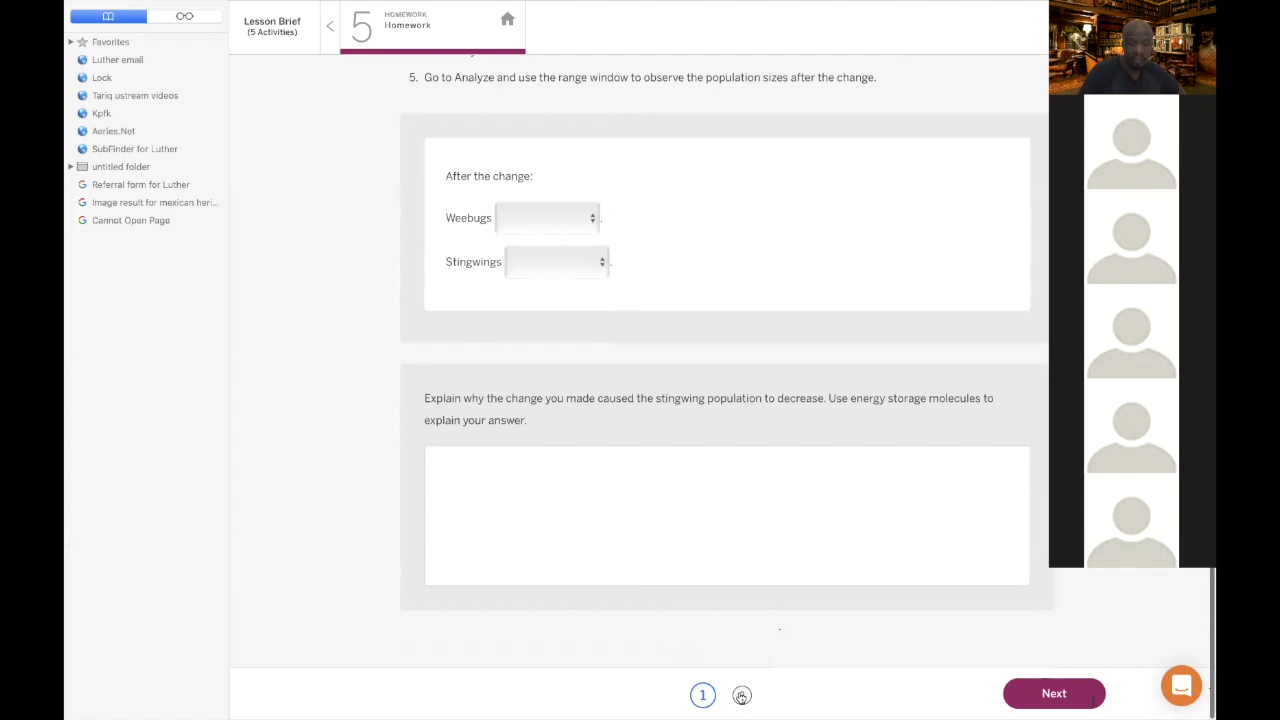 Lesson Brief
(5 Activities)
<
5
HOMEWORK
Homework
Favorites
Luther email
Lock
Tariq ustream videos
Kpfk
Aeries.Net
SubFinder for Luther
untitled folder
Referral form for Luther
Image result for mexican heri...
Cannot Open Page
5. Go to Analyze and use the range window to observe the population sizes after the change.
After the change:
Weebugs .
Stingwings .
Explain why the change you made caused the stingwing population to decrease. Use energy storage molecules to
explain your answer.
1
Next